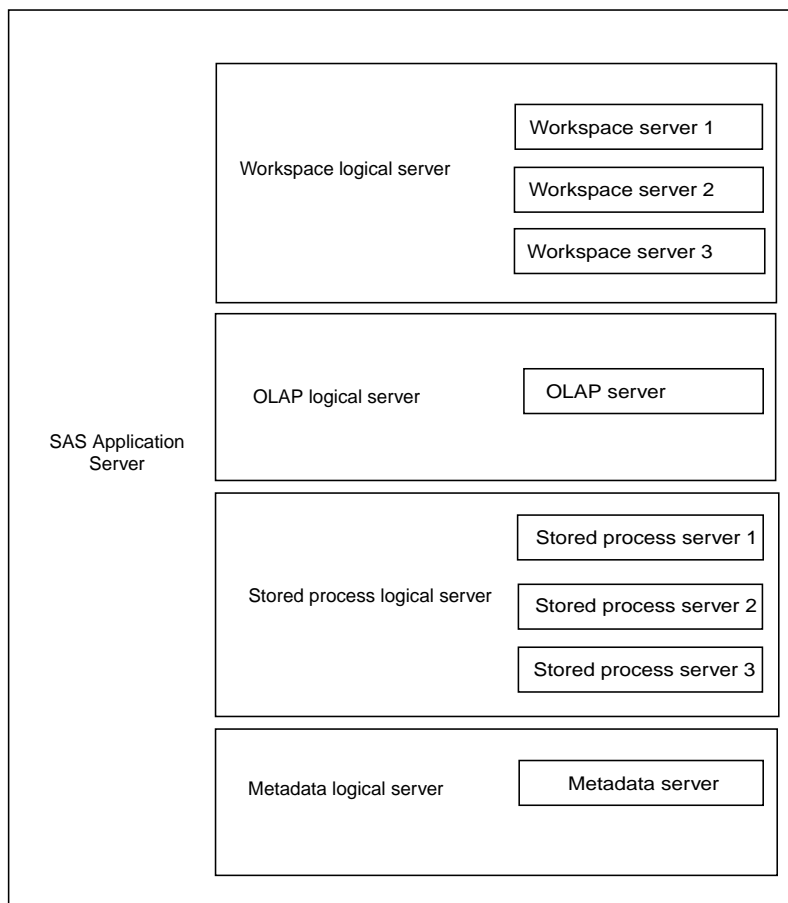 Workspace logical server
Workspace server 1
Workspace server 2
Workspace server 3
OLAP logical server
OLAP server
SAS Application
Server
Stored process logical server
Stored process server 1
Stored process server 2
Stored process server 3
Metadata logical server
Metadata server